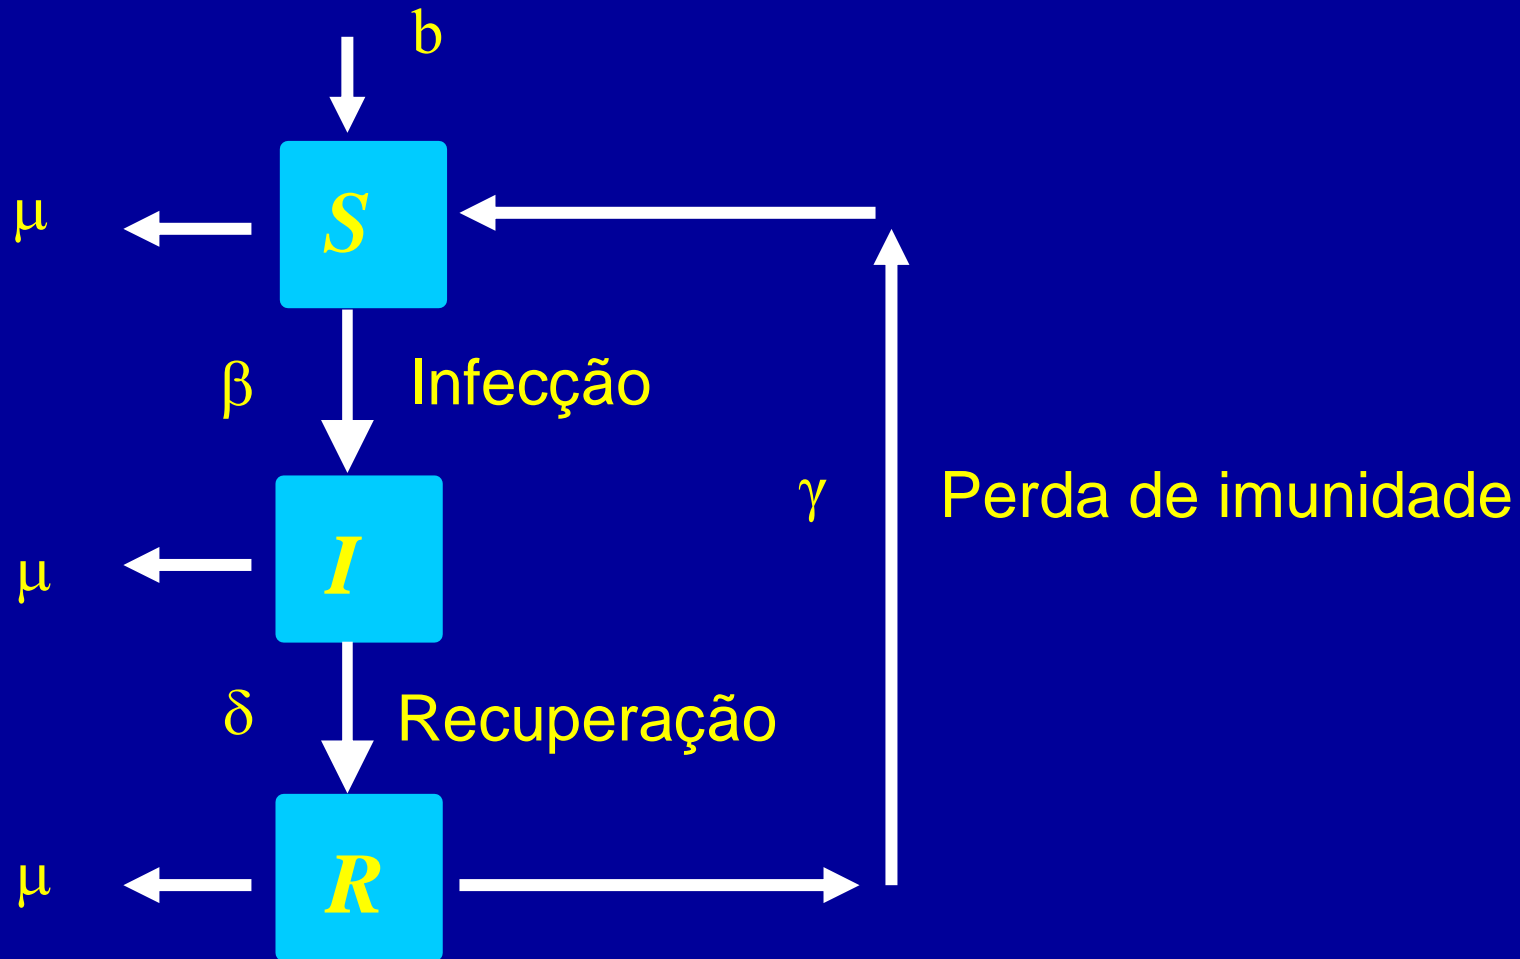 b
μ
S
β
Infecção
γ
Perda de imunidade
μ
I
δ
Recuperação
μ
R